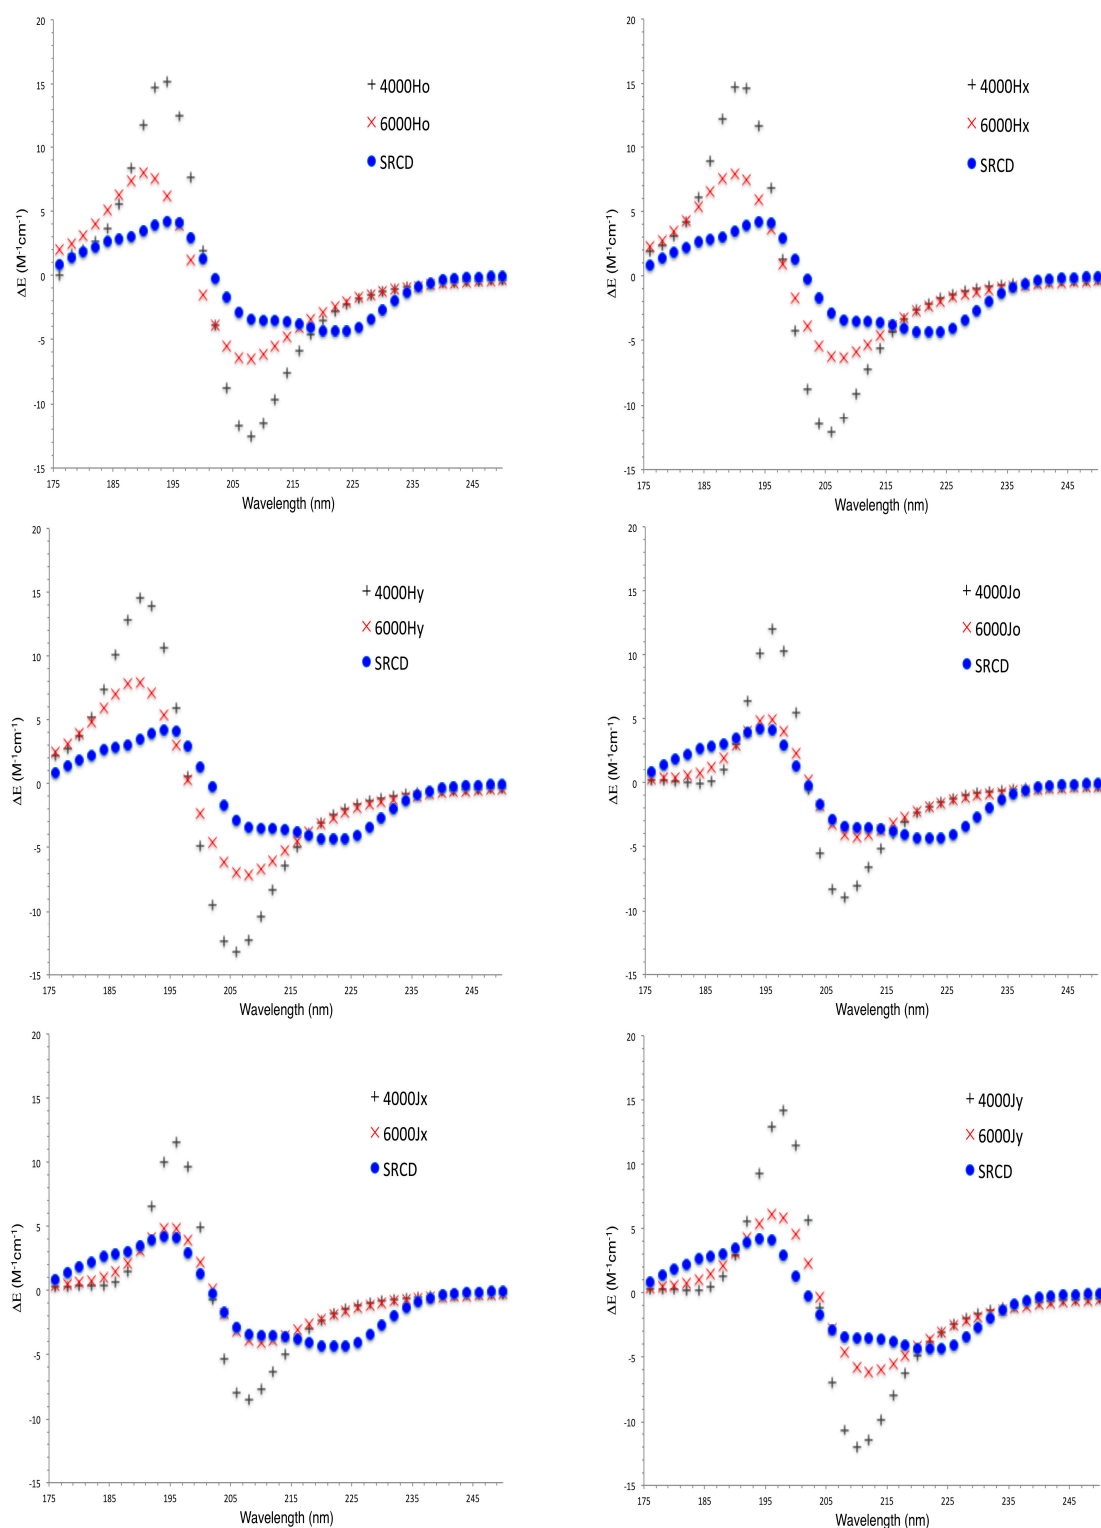 20
15
10
5
0
-5
-10
-15
ΔE (M⁻¹cm⁻¹)
4000Ho
6000Ho
SRCD
175 185 195 205 215 225 235 245
Wavelength (nm)
20
15
10
5
0
-5
-10
-15
ΔE (M⁻¹cm⁻¹)
4000Hx
6000Hx
SRCD
175 185 195 205 215 225 235 245
Wavelength (nm)
20
15
10
5
0
-5
-10
-15
ΔE (M⁻¹cm⁻¹)
4000Hy
6000Hy
SRCD
175 185 195 205 215 225 235 245
Wavelength (nm)
20
15
10
5
0
-5
-10
-15
ΔE (M⁻¹cm⁻¹)
4000Jo
6000Jo
SRCD
175 185 195 205 215 225 235 245
Wavelength (nm)
20
15
10
5
0
-5
-10
-15
ΔE (M⁻¹cm⁻¹)
4000Jx
6000Jx
SRCD
175 185 195 205 215 225 235 245
Wavelength (nm)
20
15
10
5
0
-5
-10
-15
ΔE (M⁻¹cm⁻¹)
4000Jy
6000Jy
SRCD
175 185 195 205 215 225 235 245
Wavelength (nm)